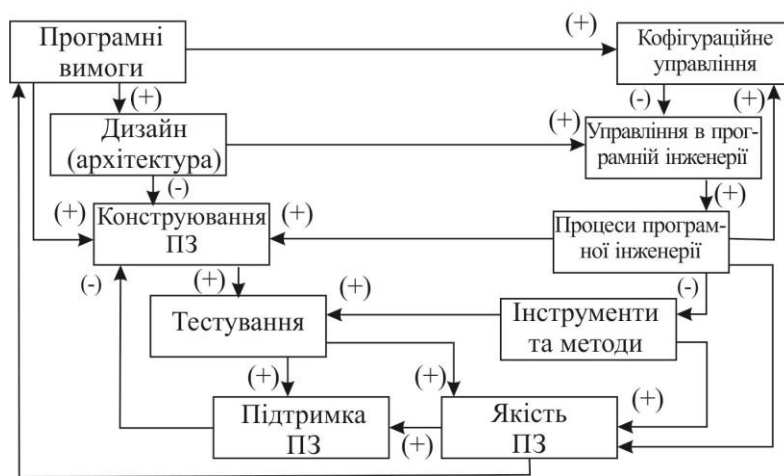 Програмні
вимоги
(+)
Кофігураційне
управління
(+)
(-)
(+)
Дизайн
(архітектура)
(+)
Управління в прог-
рамній інженерії
(-)
(+)
(+)
Конструювання
ПЗ
(+)
Процеси програм-
ної інженерії
(-)
(+)
(+)
(-)
Тестування
Інструменти
та методи
(+)
(+)
(+)
Підтримка
ПЗ
(+)
Якість
ПЗ